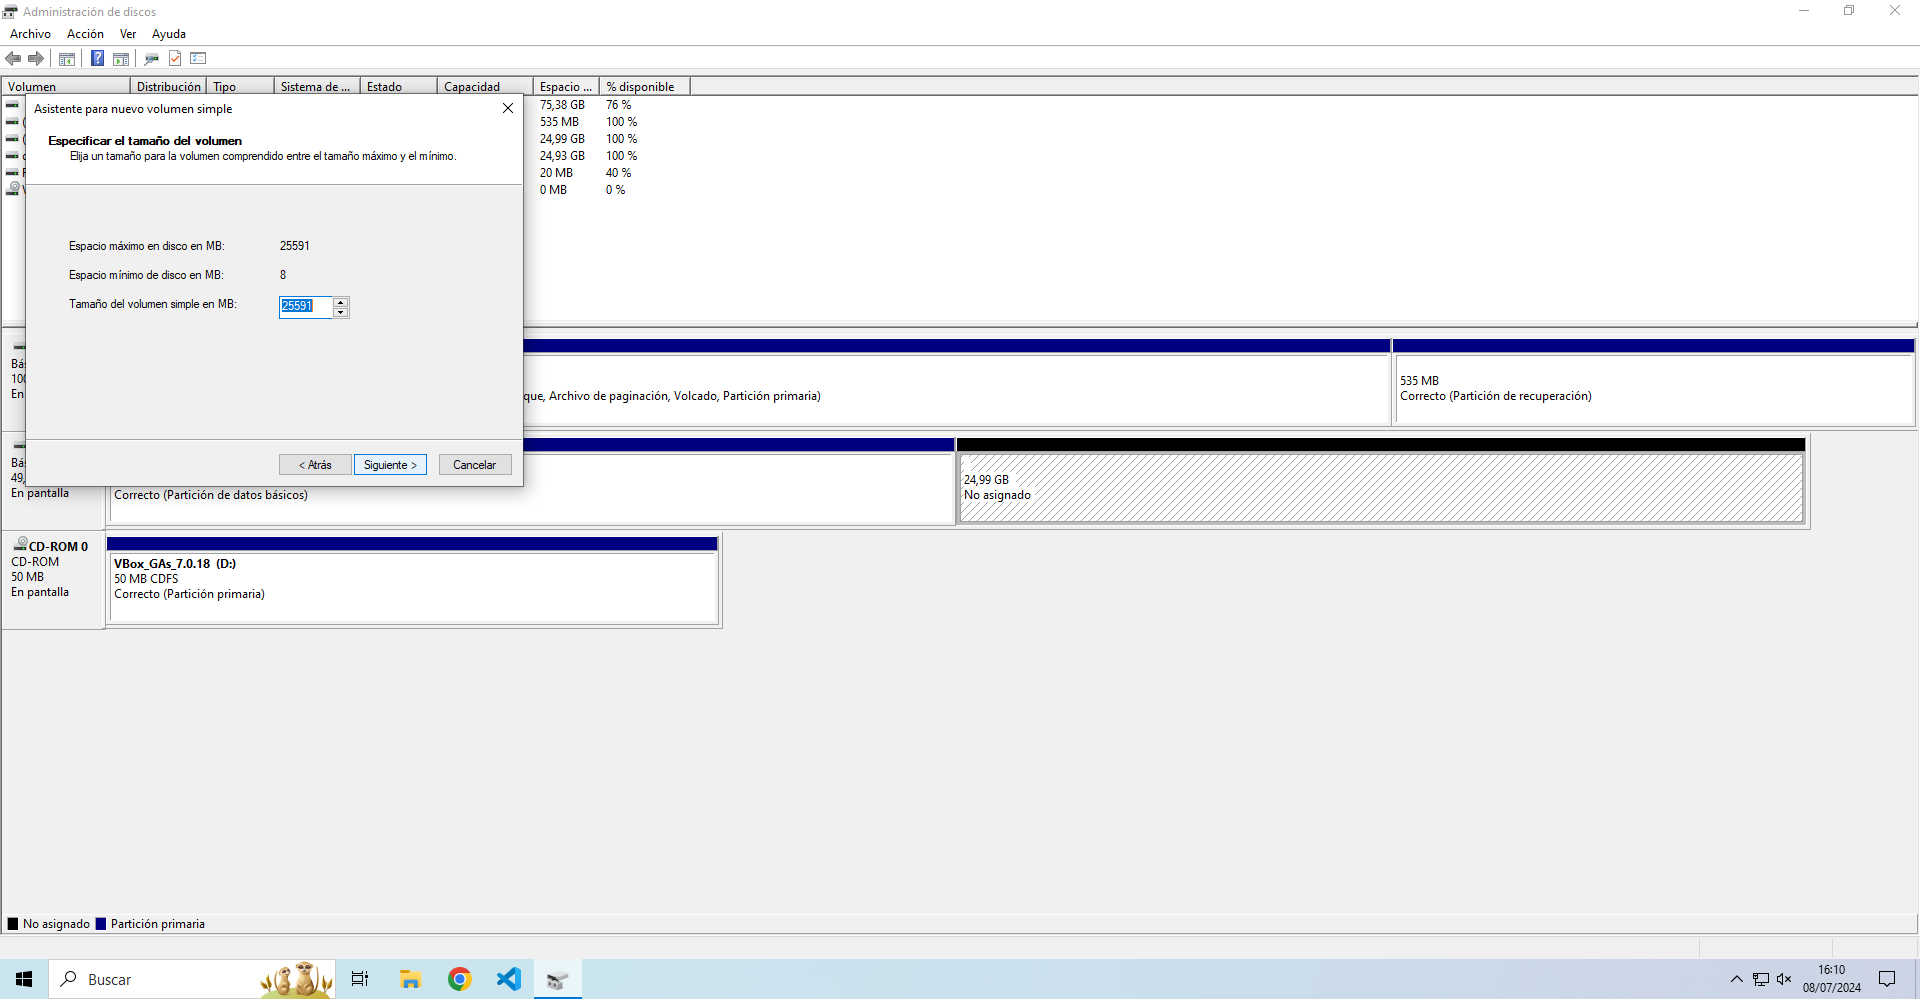 Administración de discos
Archivo Acción Ver Ayuda
Volumen Distribución Tipo Sistema de ... Estado Capacidad Espacio ... % disponible
75,38 GB 76 %
535 MB 100 %
24,99 GB 100 %
24,93 GB 100 %
20 MB 40 %
0 MB 0 %
Asistente para nuevo volumen simple
Especificar el tamaño del volumen
Elija un tamaño para la volumen comprendido entre el tamaño máximo y el mínimo.
Espacio máximo en disco en MB: 25591
Espacio mínimo de disco en MB: 8
Tamaño del volumen simple en MB: 25591
< Atrás Siguiente > Cancelar
que, Archivo de paginación, Volcado, Partición primaria)
535 MB
Correcto (Partición de recuperación)
En pantalla
Correcto (Partición de datos básicos)
24,99 GB
No asignado
CD-ROM 0
CD-ROM
50 MB
En pantalla
VBox_GAs_7.0.18 (D:)
50 MB CDFS
Correcto (Partición primaria)
No asignado Partición primaria
Buscar
16:10
08/07/2024